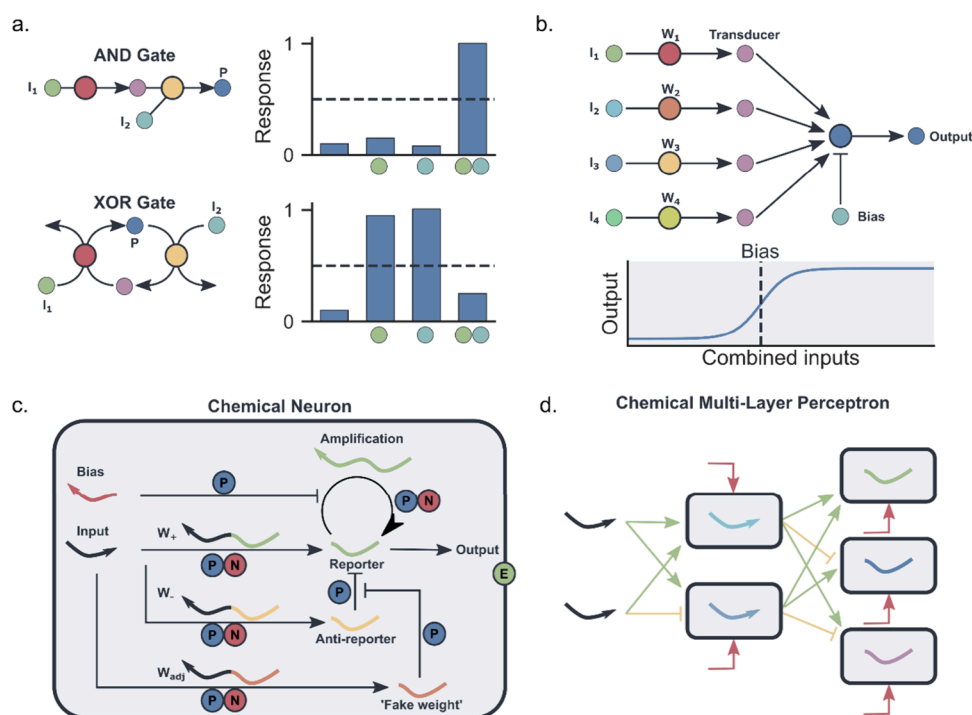 a.
AND Gate
I₁
P
I₂
Response
1
0
XOR Gate
I₂
P
I₁
Response
1
0
b.
I₁
W₁
Transducer
I₂
W₂
I₃
W₃
I₄
W₄
Output
Bias
Bias
Output
Combined inputs
c.
Chemical Neuron
Bias
P
Amplification
P N
Input
W₊
P N
Reporter
Output
E
W₋
P N
P
Anti-reporter
P
Wadj
P N
'Fake weight'
d.
Chemical Multi-Layer Perceptron